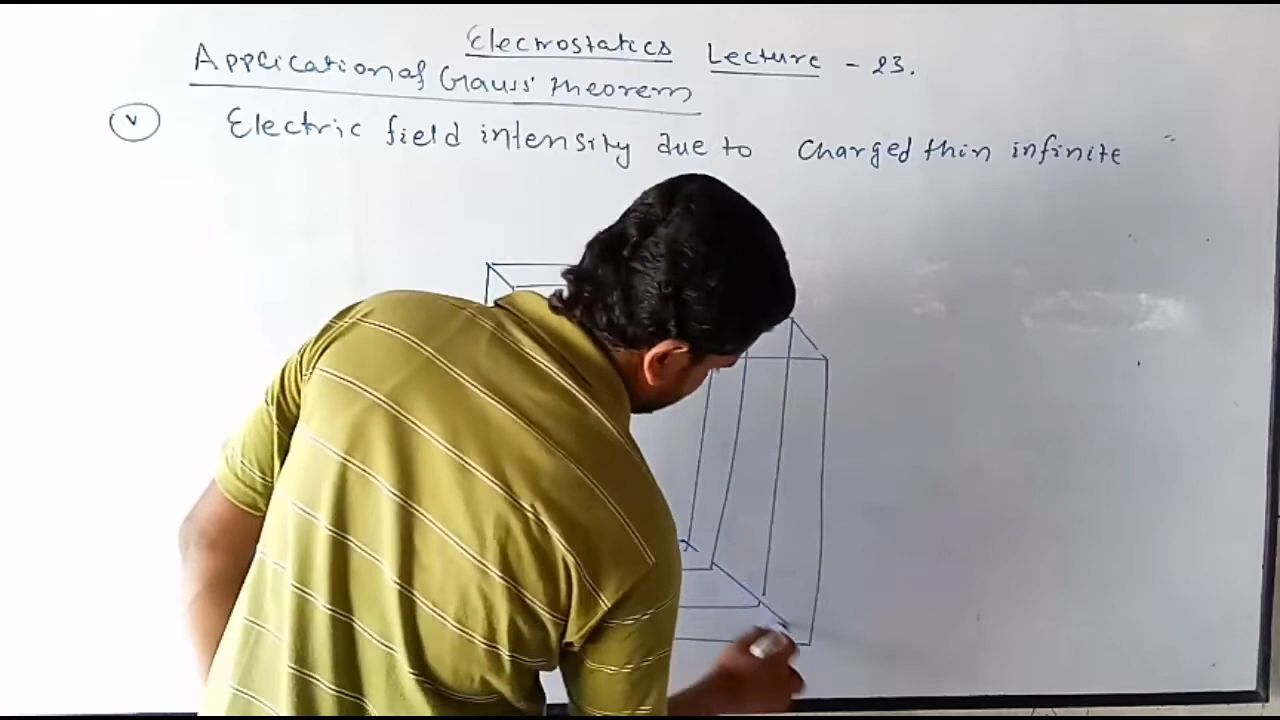 Electrostatics Lecture - 23.
Application of Gauss' theorem
v Electric field intensity due to charged thin infinite